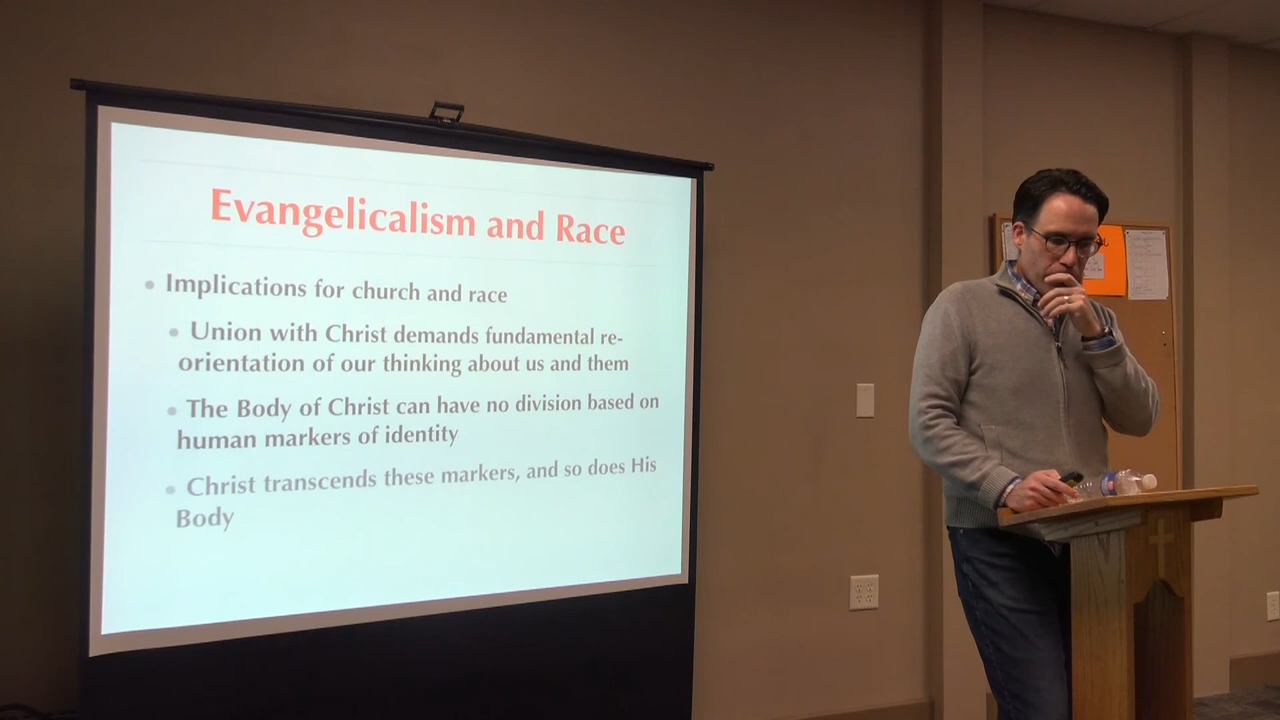 Evangelicalism and Race
Implications for church and race
Union with Christ demands fundamental re-
orientation of our thinking about us and them
The Body of Christ can have no division based on
human markers of identity
Christ transcends these markers, and so does His
Body